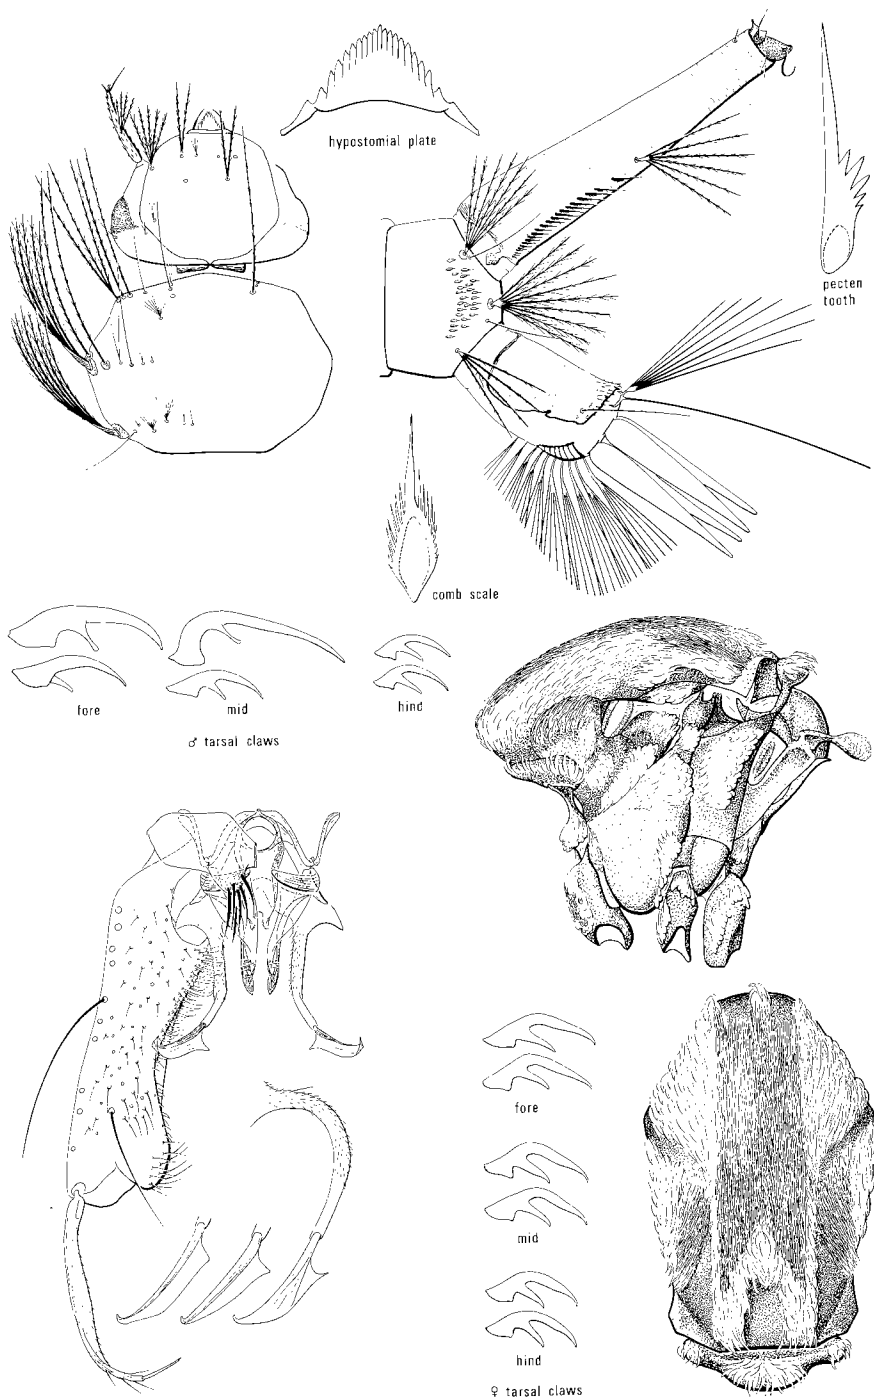 hypostomial plate
pecten
tooth
comb scale
fore
mid
hind
♂ tarsal claws
fore
mid
hind
♀ tarsal claws